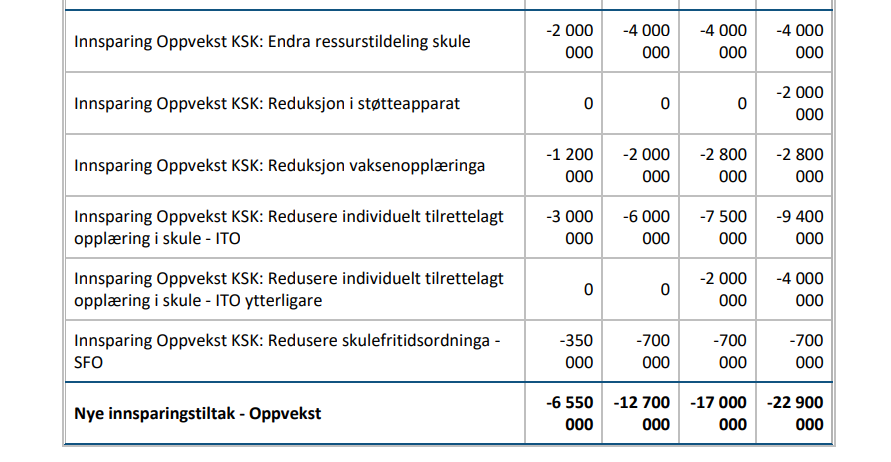 Innsparing Oppvekst KSK: Endra ressurstildeling skule -2 000 000 -4 000 000 -4 000 000 -4 000 000
Innsparing Oppvekst KSK: Reduksjon i støtteapparat 0 0 0 -2 000 000
Innsparing Oppvekst KSK: Reduksjon vaksenopplæringa -1 200 000 -2 000 000 -2 800 000 -2 800 000
Innsparing Oppvekst KSK: Redusere individuelt tilrettelagt
opplæring i skule - ITO -3 000 000 -6 000 000 -7 500 000 -9 400 000
Innsparing Oppvekst KSK: Redusere individuelt tilrettelagt
opplæring i skule - ITO ytterligare 0 0 -2 000 000 -4 000 000
Innsparing Oppvekst KSK: Redusere skulefritidsordninga -
SFO -350 000 -700 000 -700 000 -700 000
Nye innsparingstiltak - Oppvekst -6 550 000 -12 700 000 -17 000 000 -22 900 000